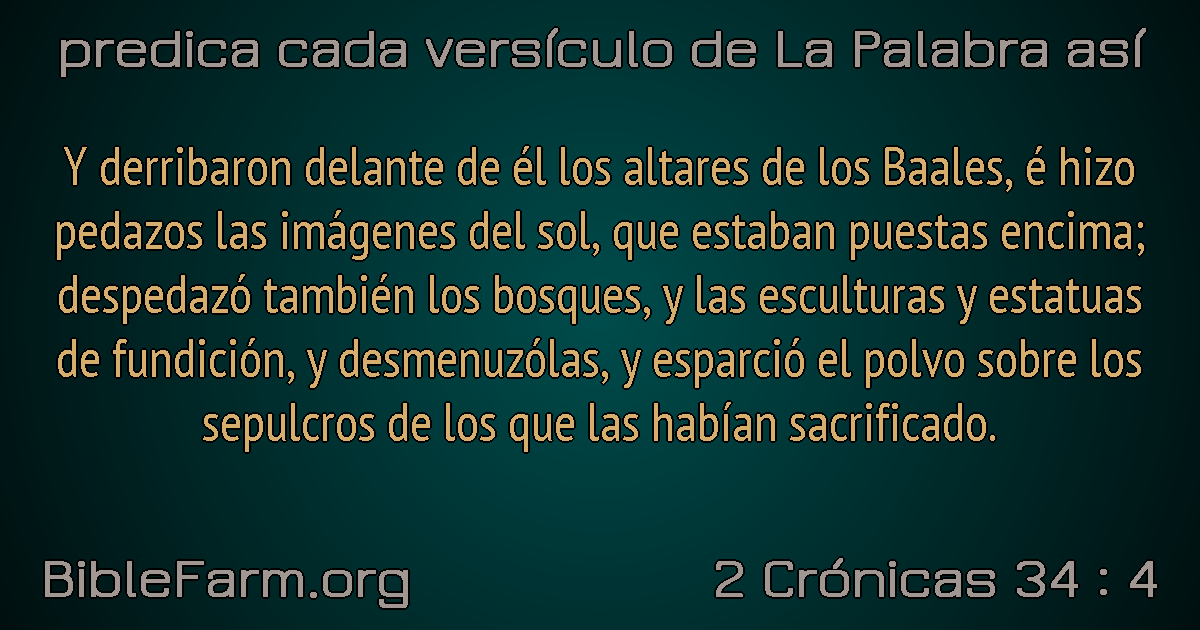 predica cada versículo de La Palabra así
Y derribaron delante de él los altares de los Baales, é hizo
pedazos las imágenes del sol, que estaban puestas encima;
despedazó también los bosques, y las esculturas y estatuas
de fundición, y desmenuzólas, y esparció el polvo sobre los
sepulcros de los que las habían sacrificado.
BibleFarm.org
2 Crónicas 34 : 4